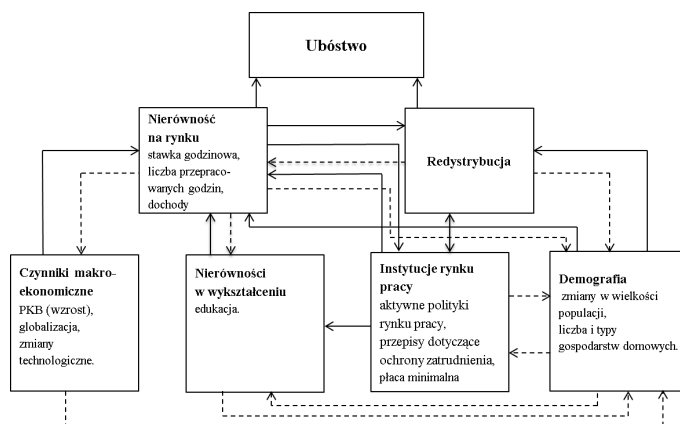 Ubóstwo
Nierówność
na rynku
stawka godzinowa,
liczba przepraco-
wanych godzin,
dochody
Redystrybucja
Czynniki makro-
ekonomiczne
PKB (wzrost),
globalizacja,
zmiany
technologiczne.
Nierówności
w wykształceniu
edukacja.
Instytucje rynku
pracy
aktywne polityki
rynku pracy,
przepisy dotyczące
ochrony zatrudnienia,
płaca minimalna
Demografia
zmiany w wielkości
populacji,
liczba i typy
gospodarstw domowych.